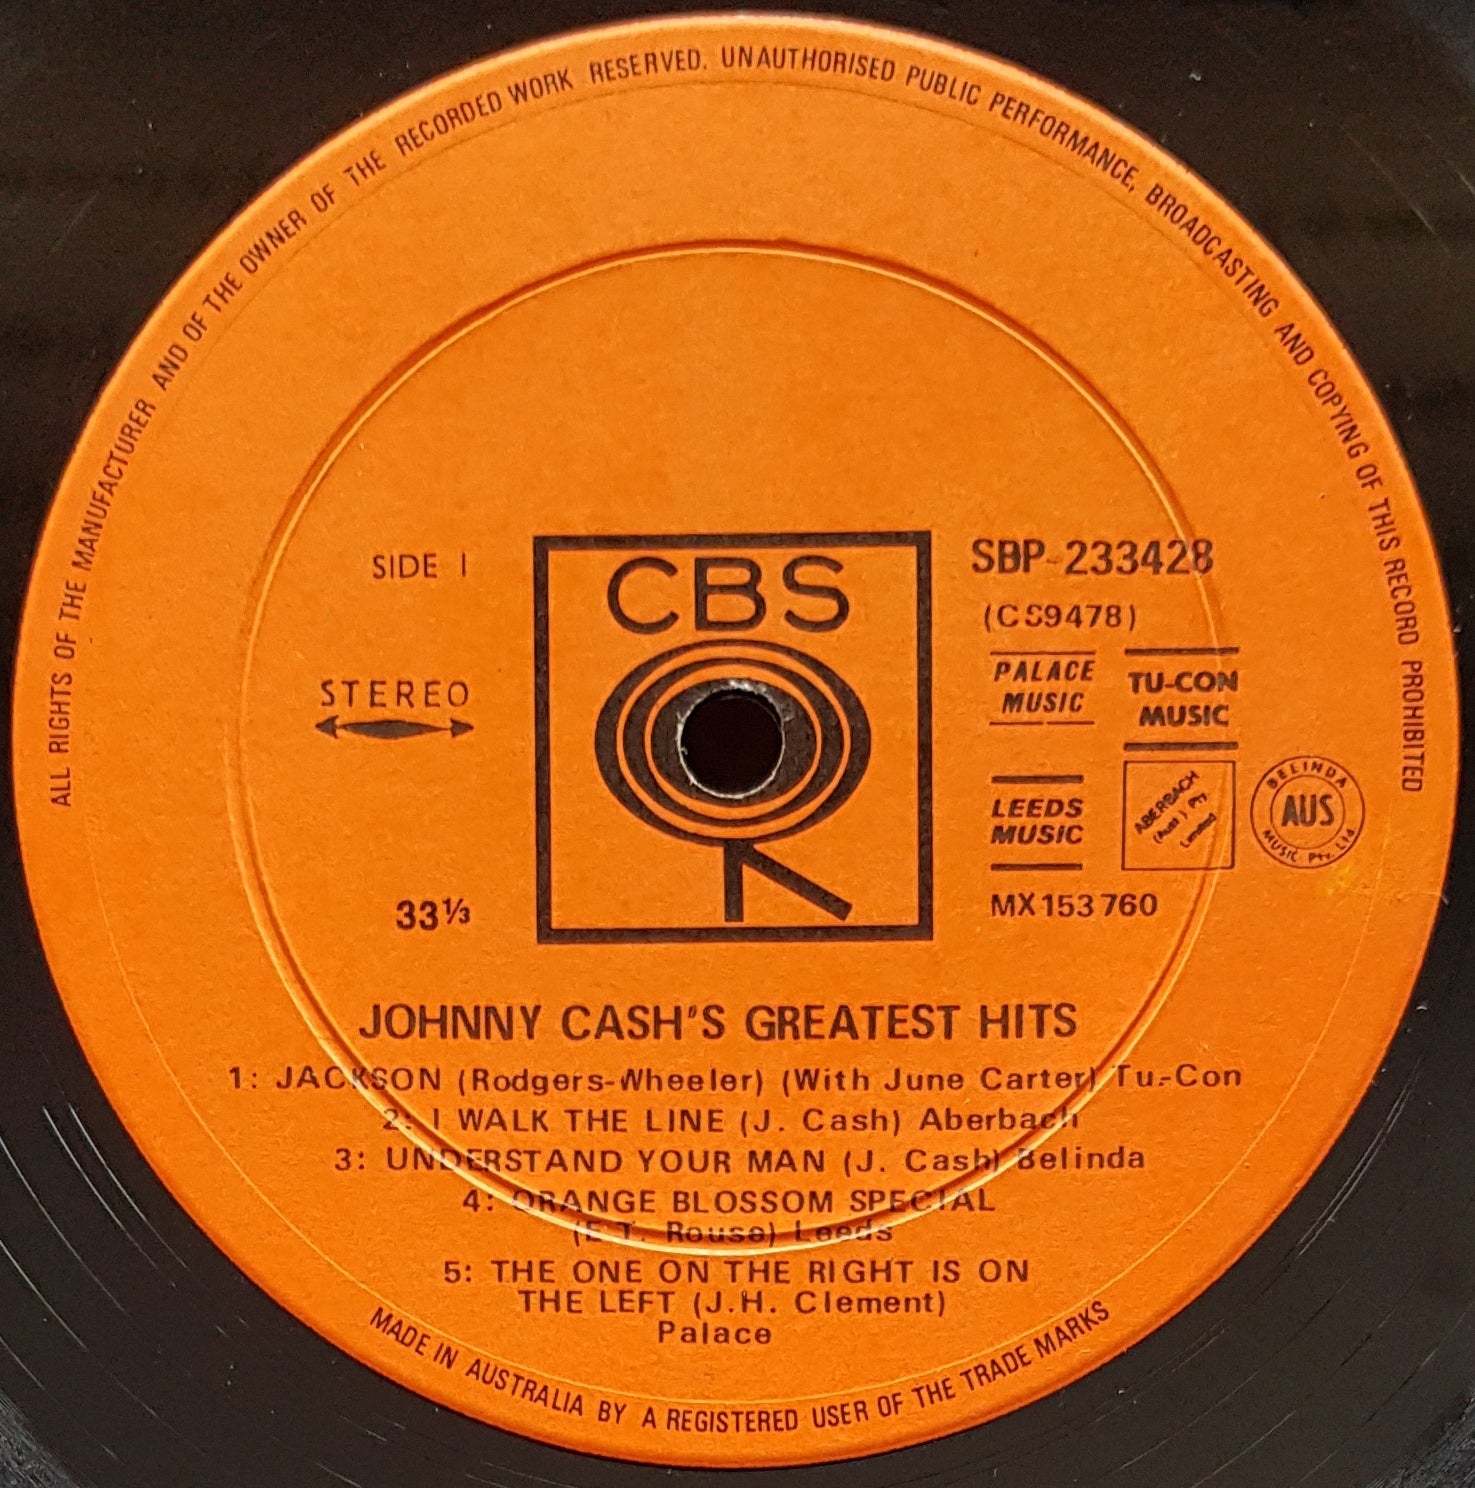 ALL RIGHTS OF THE MANUFACTURER AND OF THE OWNER OF THE RECORDED WORK RESERVED. UNAUTHORISED PUBLIC PERFORMANCE, BROADCASTING AND COPYING OF THIS RECORD PROHIBITED
SIDE I
STEREO
33⅓
CBS
SBP-233428
(CS9478)
PALACE
MUSIC
TU-CON
MUSIC
LEEDS
MUSIC
ABERBACH
(Aust) Pty.
Limited
BELINDA
AUS
MUSIC Pty. Ltd
MX153760
JOHNNY CASH'S GREATEST HITS
1: JACKSON (Rodgers-Wheeler) (With June Carter) Tu.-Con
2: I WALK THE LINE (J. Cash) Aberbach
3: UNDERSTAND YOUR MAN (J. Cash) Belinda
4: ORANGE BLOSSOM SPECIAL
(E.T. Rouse) Leeds
5: THE ONE ON THE RIGHT IS ON
THE LEFT (J.H. Clement)
Palace
MADE IN AUSTRALIA BY A REGISTERED USER OF THE TRADE MARKS